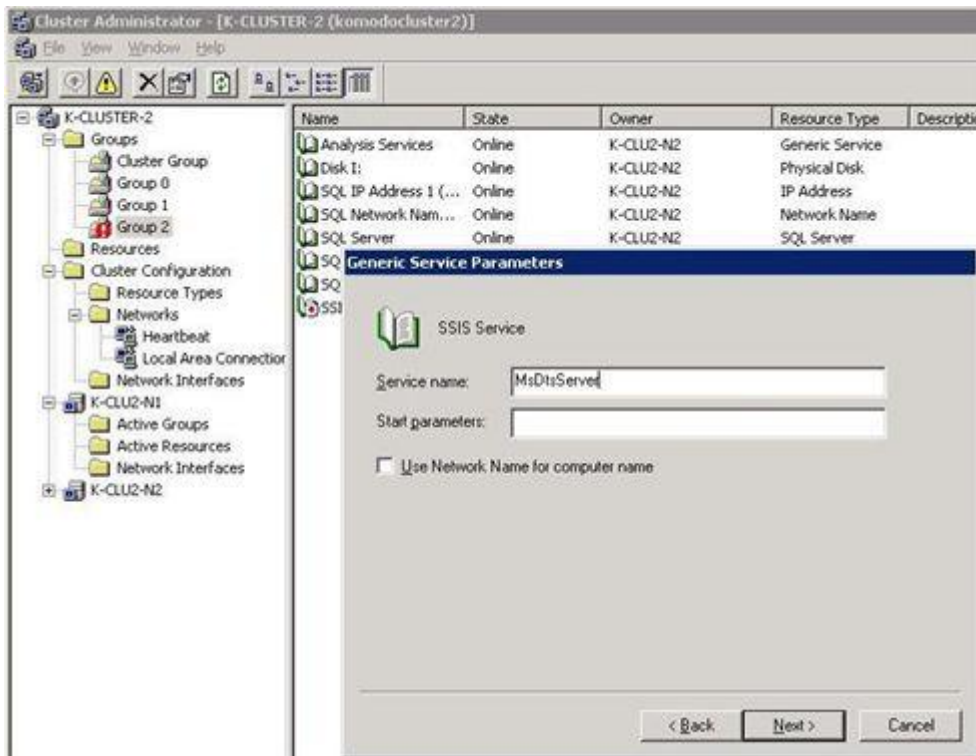 Cluster Administrator - [K-CLUSTER-2 (komodocluster2)]
File View Window Help
K-CLUSTER-2
Groups
Cluster Group
Group 0
Group 1
Group 2
Resources
Cluster Configuration
Resource Types
Networks
Heartbeat
Local Area Connection
Network Interfaces
K-CLU2-N1
Active Groups
Active Resources
Network Interfaces
K-CLU2-N2
Name State Owner Resource Type Descripti
Analysis Services Online K-CLU2-N2 Generic Service
Disk I: Online K-CLU2-N2 Physical Disk
SQL IP Address 1 (... Online K-CLU2-N2 IP Address
SQL Network Nam... Online K-CLU2-N2 Network Name
SQL Server Online K-CLU2-N2 SQL Server
SQ
SQ
SSI
Generic Service Parameters
SSIS Service
Service name: MsDtsServer
Start parameters:
Use Network Name for computer name
< Back Next > Cancel